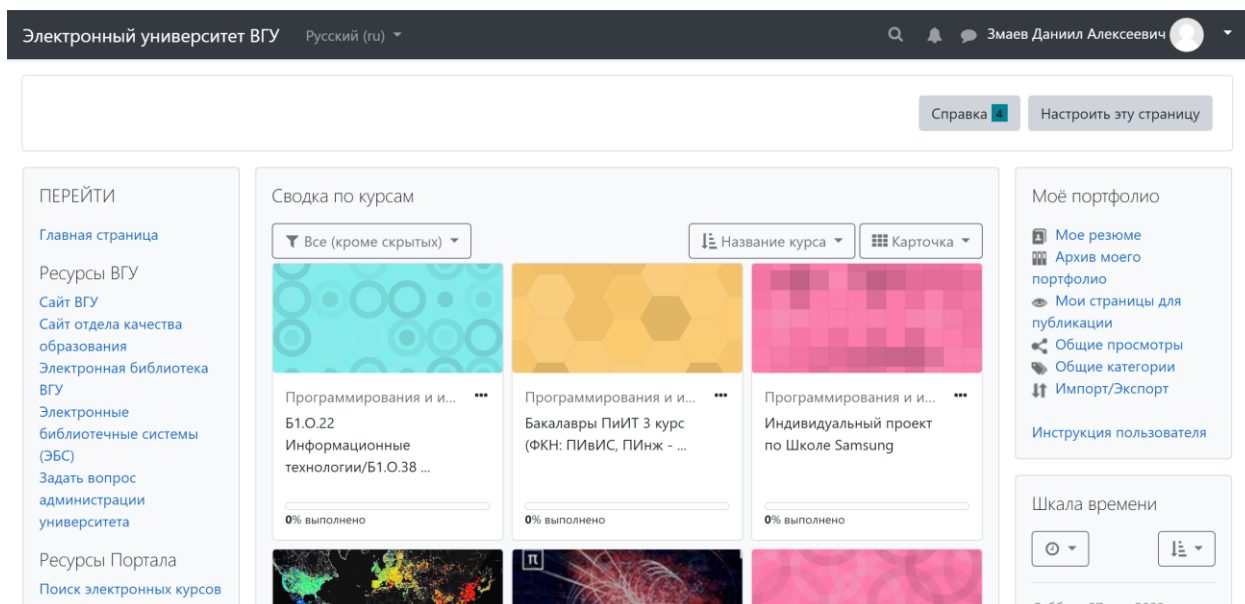 Электронный университет ВГУ
Русский (ru)
Змаев Даниил Алексеевич
Справка 4
Настроить эту страницу
ПЕРЕЙТИ
Главная страница
Ресурсы ВГУ
Сайт ВГУ
Сайт отдела качества
образования
Электронная библиотека
ВГУ
Электронные
библиотечные системы
(ЭБС)
Задать вопрос
администрации
университета
Ресурсы Портала
Поиск электронных курсов
Сводка по курсам
Все (кроме скрытых)
Название курса
Карточка
Программирования и и...
Б1.О.22
Информационные
технологии/Б1.О.38 ...
0% выполнено
Программирования и и...
Бакалавры ПиИТ 3 курс
(ФКН: ПИвИС, ПИнж - ...
0% выполнено
Программирования и и...
Индивидуальный проект
по Школе Samsung
0% выполнено
π
Моё портфолио
Мое резюме
Архив моего
портфолио
Мои страницы для
публикации
Общие просмотры
Общие категории
Импорт/Экспорт
Инструкция пользователя
Шкала времени